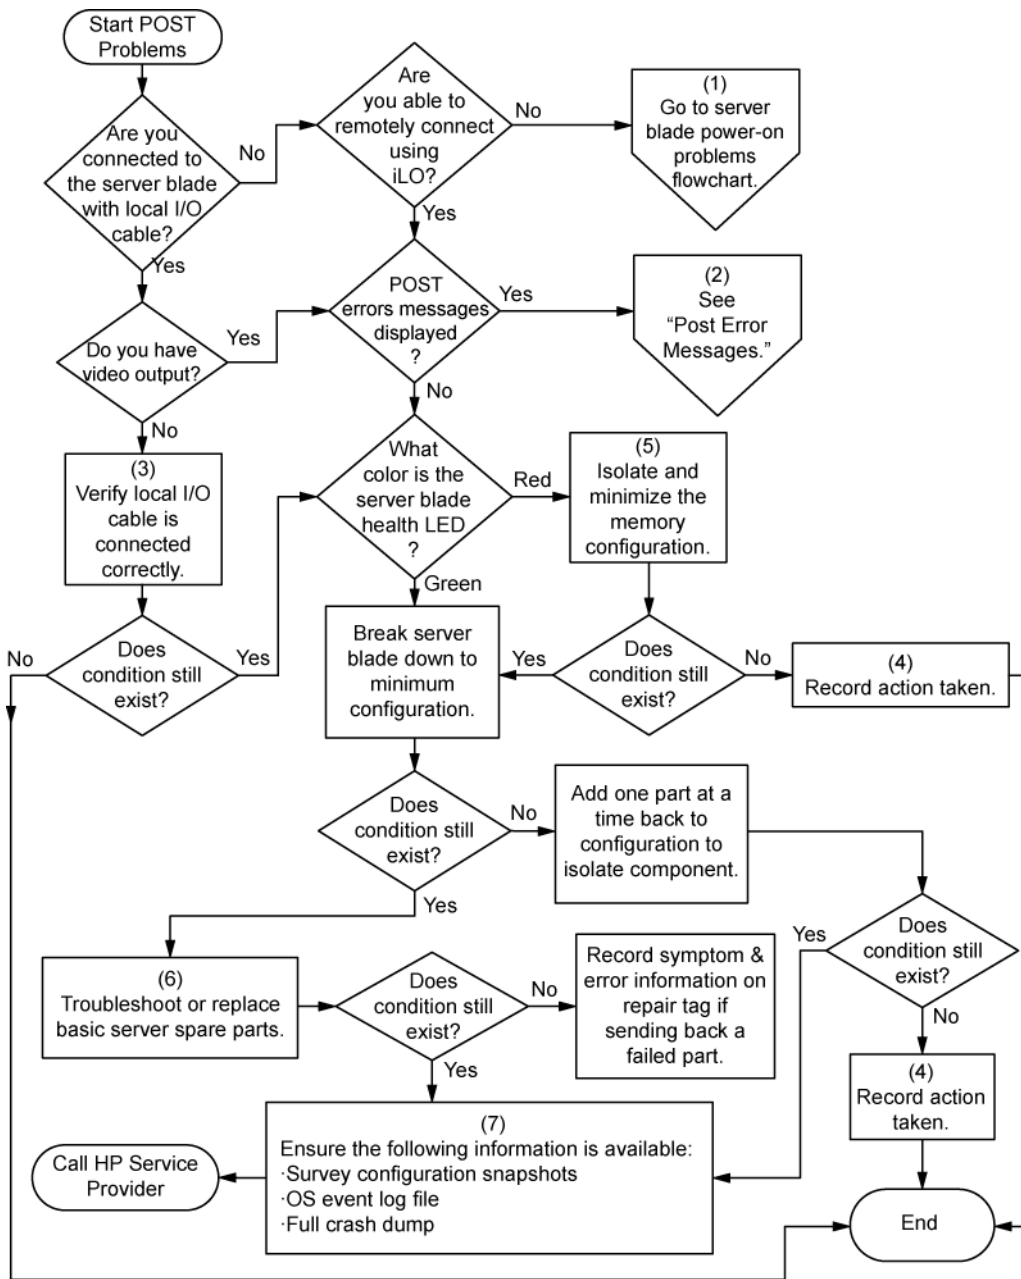 Start POST
Problems
Are you
connected to
the server blade
with local I/O
cable?
No
Yes
Are
you able to
remotely connect
using
iLO?
No
Yes
(1)
Go to server
blade power-on
problems
flowchart.
Do you have
video output?
Yes
No
POST
errors messages
displayed
?
Yes
No
(2)
See
“Post Error
Messages.”
(3)
Verify local I/O
cable is
connected
correctly.
What
color is the
server blade
health LED
?
Red
Green
(5)
Isolate and
minimize the
memory
configuration.
No
Does
condition still
exist?
Yes
Break server
blade down to
minimum
configuration.
Yes
Does
condition still
exist?
No
(4)
Record action taken.
Does
condition still
exist?
No
Yes
Add one part at a
time back to
configuration to
isolate component.
Yes
Does
condition still
exist?
No
(6)
Troubleshoot or replace
basic server spare parts.
Does
condition still
exist?
No
Yes
Record symptom &
error information on
repair tag if
sending back a
failed part.
(4)
Record action
taken.
(7)
Ensure the following information is available:
·Survey configuration snapshots
·OS event log file
·Full crash dump
Call HP Service
Provider
End